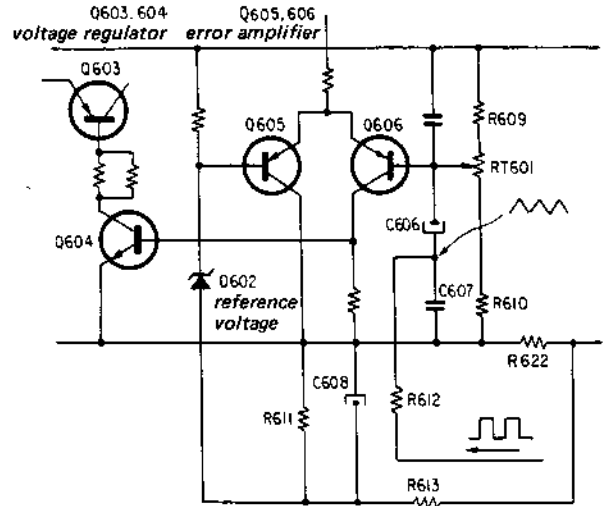 Q603,604
voltage regulator
Q605,606
error amplifier
Q603
Q605
Q606
R609
RT601
C606
Q604
D602
reference
voltage
C607
R610
R622
C608
R611
R612
R613